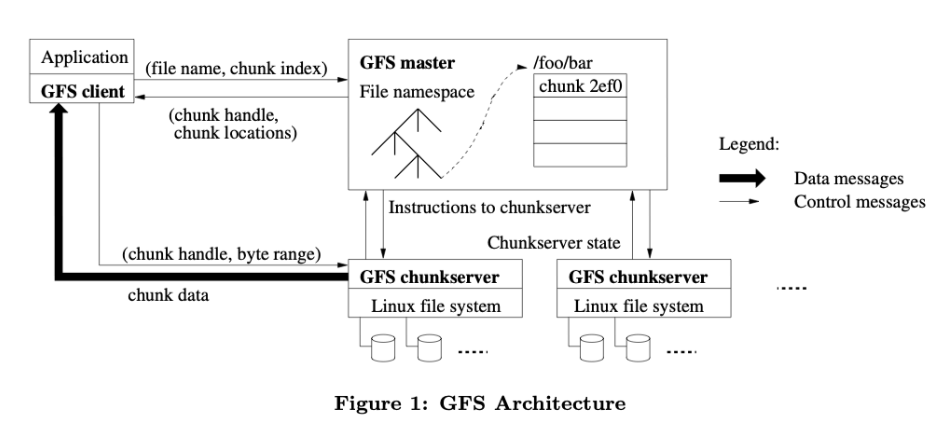 Application
GFS client
(file name, chunk index)
(chunk handle,
chunk locations)
GFS master
File namespace
/foo/bar
chunk 2ef0
Legend:
Data messages
Control messages
Instructions to chunkserver
Chunkserver state
(chunk handle, byte range)
chunk data
GFS chunkserver
Linux file system
GFS chunkserver
Linux file system
Figure 1: GFS Architecture